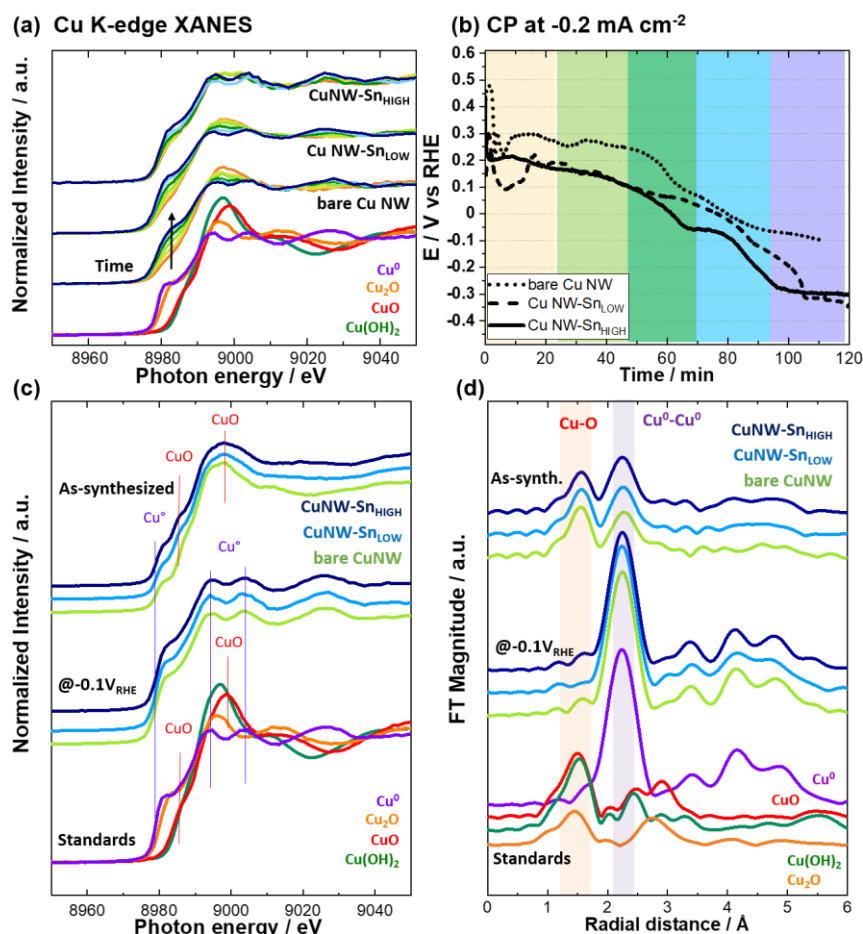 (a) Cu K-edge XANES
Normalized Intensity / a.u.
CuNW-SnHIGH
Cu NW-SnLOW
bare Cu NW
Time
Cu⁰
Cu₂O
CuO
Cu(OH)₂
8960 8980 9000 9020 9040
Photon energy / eV
(b) CP at -0.2 mA cm⁻²
E / V vs RHE
0.6
0.5
0.4
0.3
0.2
0.1
0
-0.1
-0.2
-0.3
-0.4
bare Cu NW
Cu NW-SnLOW
Cu NW-SnHIGH
0 20 40 60 80 100 120
Time / min
(c)
Normalized Intensity / a.u.
CuO
CuO
As-synthesized
Cu°
CuNW-SnHIGH
CuNW-SnLOW
Cu°
bare CuNW
CuO
@-0.1VRHE
CuO
Cu⁰
Cu₂O
CuO
Cu(OH)₂
Standards
8960 8980 9000 9020 9040
Photon energy / eV
(d)
FT Magnitude / a.u.
Cu-O
Cu⁰-Cu⁰
CuNW-SnHIGH
CuNW-SnLOW
bare CuNW
As-synth.
@-0.1VRHE
Cu⁰
CuO
Cu(OH)₂
Cu₂O
Standards
0 1 2 3 4 5 6
Radial distance / Å